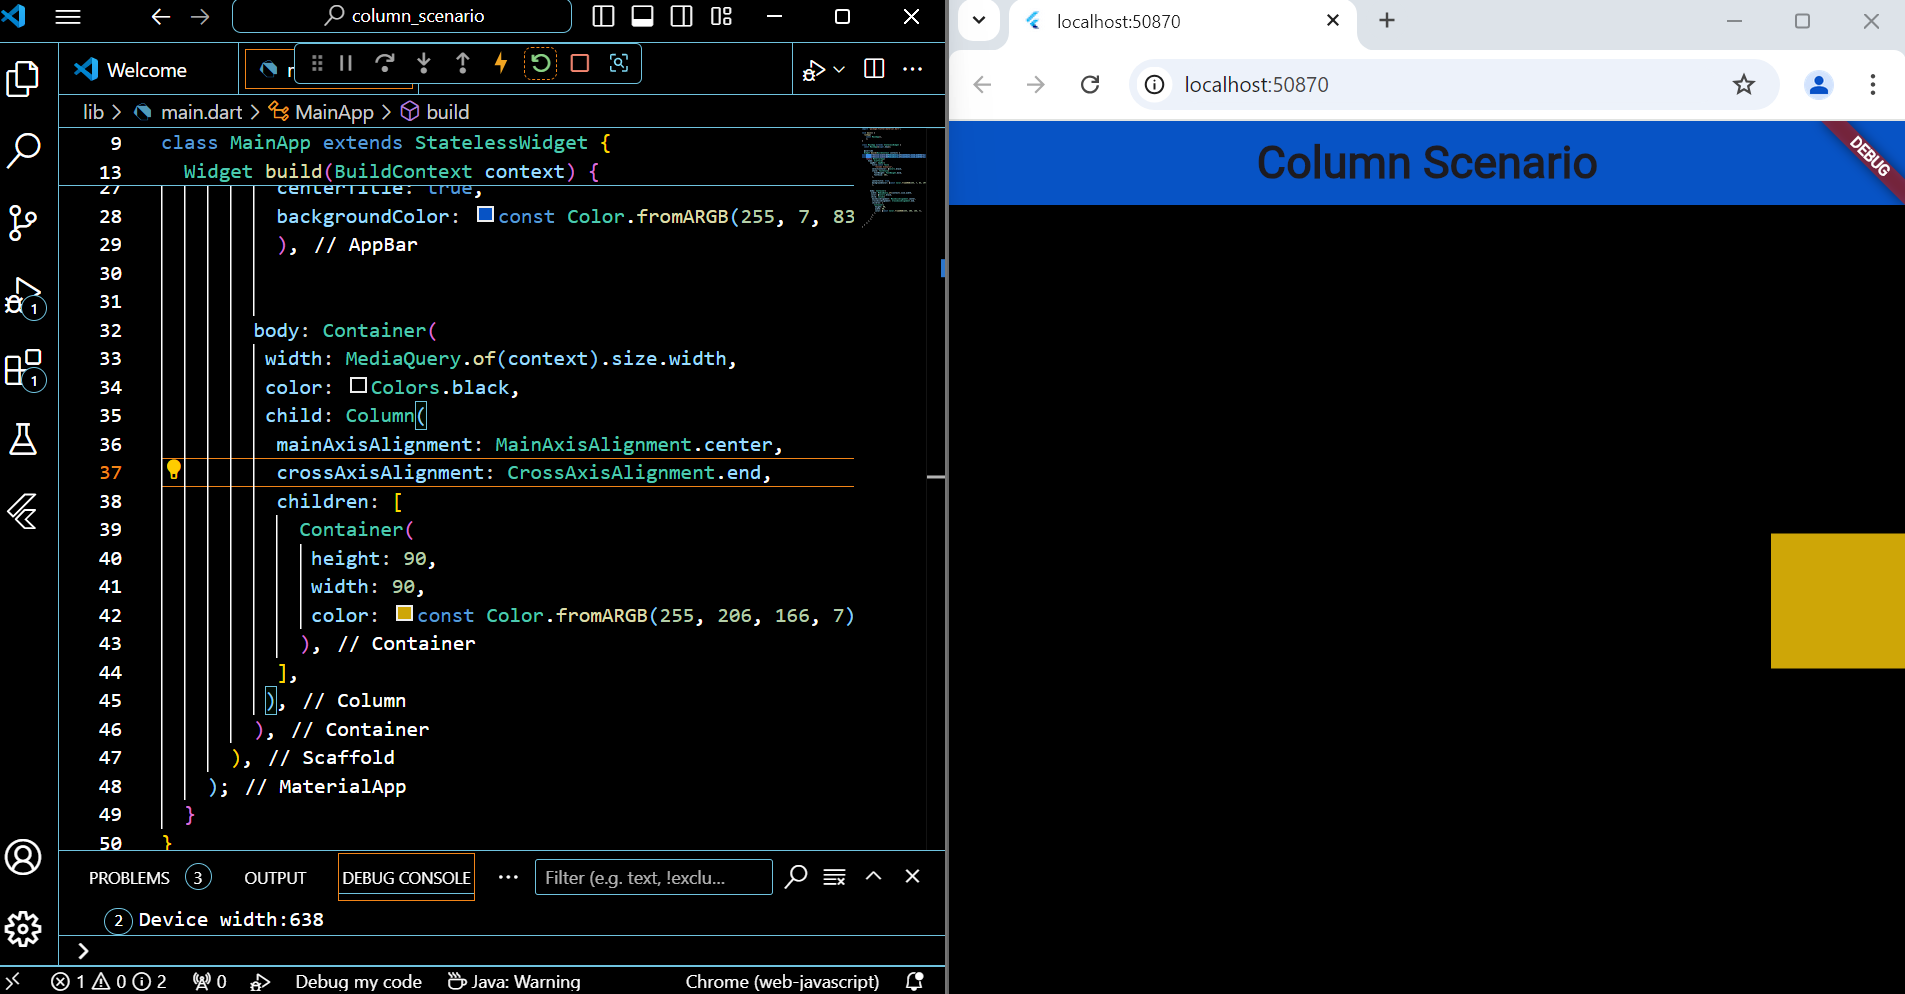 column_scenario
Welcome
lib > main.dart > MainApp > build
9 class MainApp extends StatelessWidget {
13 Widget build(BuildContext context) {
27 centerTitle: true,
28 backgroundColor: const Color.fromARGB(255, 7, 83
29 ), // AppBar
30
31
32 body: Container(
33 width: MediaQuery.of(context).size.width,
34 color: Colors.black,
35 child: Column(
36 mainAxisAlignment: MainAxisAlignment.center,
37 crossAxisAlignment: CrossAxisAlignment.end,
38 children: [
39 Container(
40 height: 90,
41 width: 90,
42 color: const Color.fromARGB(255, 206, 166, 7)
43 ), // Container
44 ],
45 ), // Column
46 ), // Container
47 ), // Scaffold
48 ); // MaterialApp
49 }
50 }
1
1
PROBLEMS 3 OUTPUT DEBUG CONSOLE ··· Filter (e.g. text, !exclu...
2 Device width:638
>
1 0 2 0 Debug my code Java: Warning Chrome (web-javascript)
localhost:50870
localhost:50870
Column Scenario
DEBUG